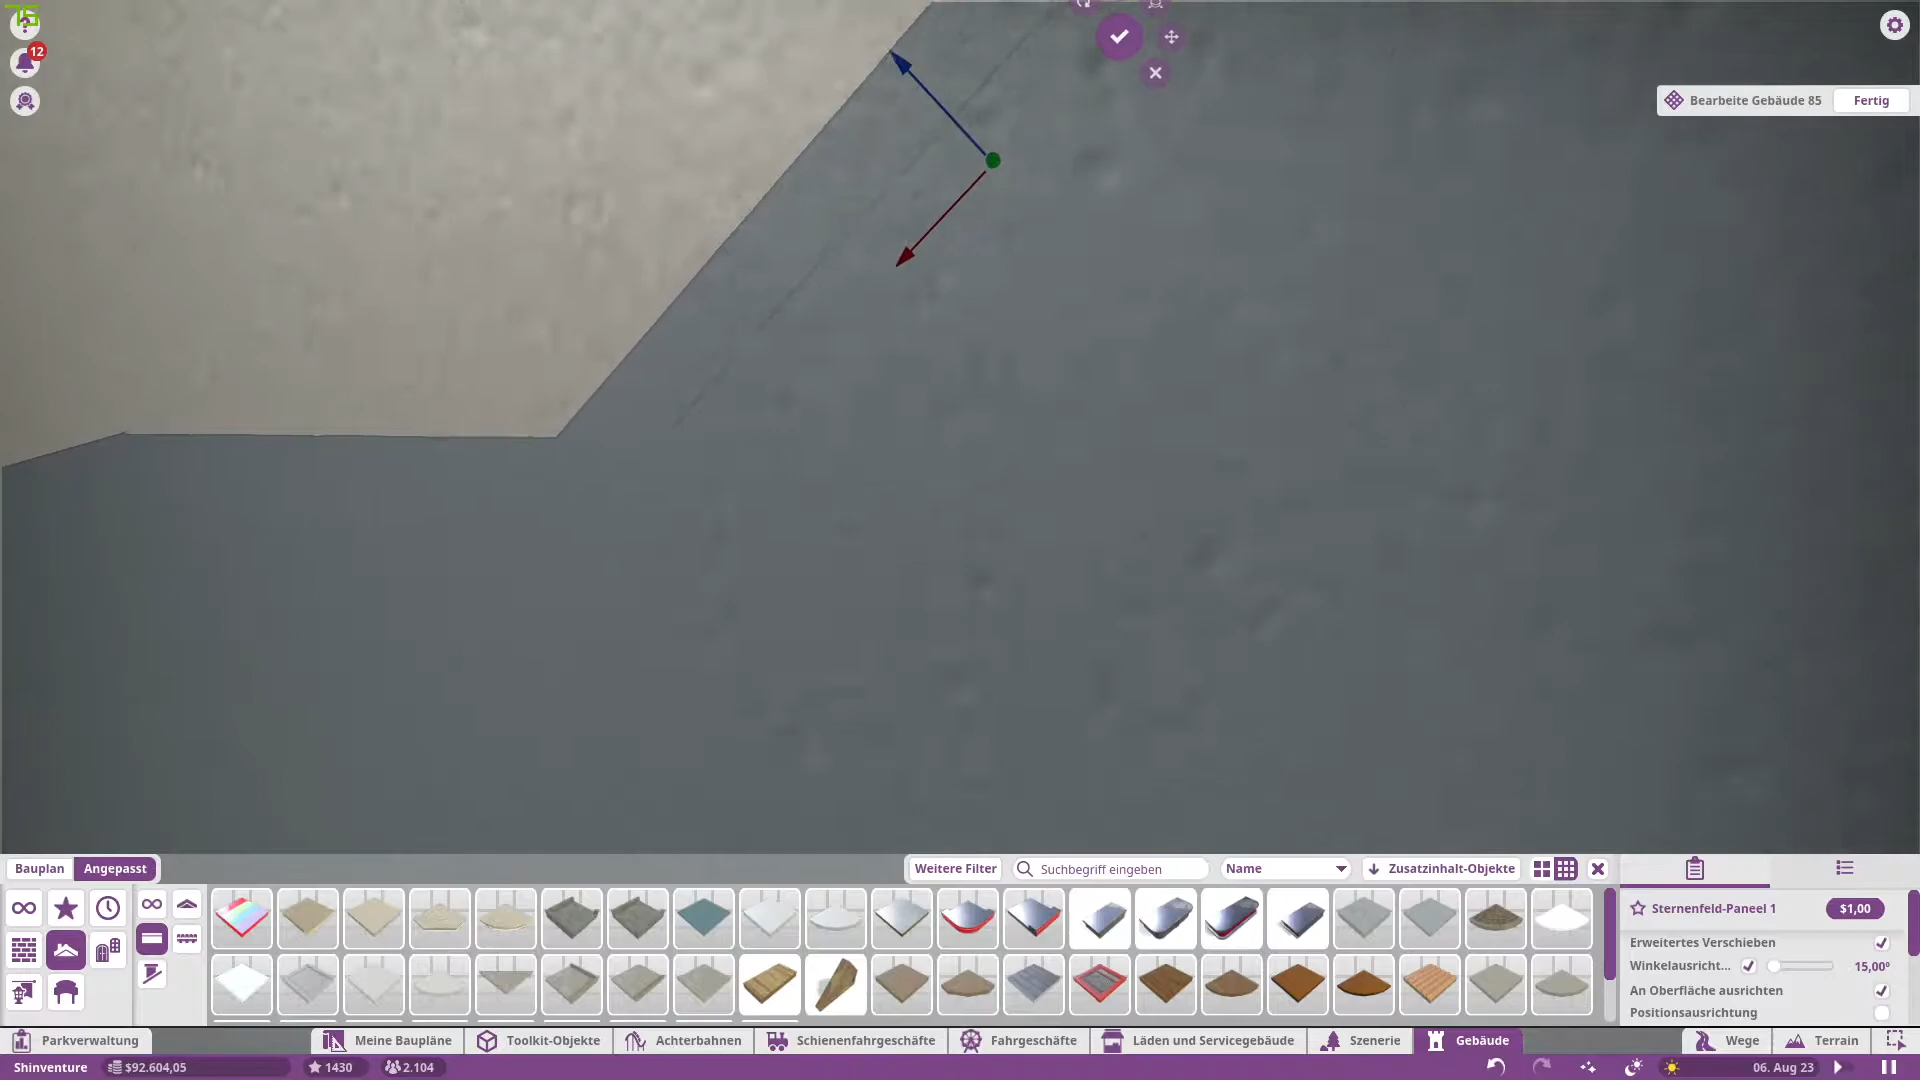 75
12
Bearbeite Gebäude 85
Fertig
Bauplan
Angepasst
Weitere Filter
Suchbegriff eingeben
Name
Zusatzinhalt-Objekte
Sternenfeld-Paneel 1
$1,00
Erweitertes Verschieben
Winkelausricht...
15,00°
An Oberfläche ausrichten
Positionsausrichtung
Parkverwaltung
Meine Baupläne
Toolkit-Objekte
Achterbahnen
Schienenfahrgeschäfte
Fahrgeschäfte
Läden und Servicegebäude
Szenerie
Gebäude
Wege
Terrain
Shinventure
$92.604,05
1430
2.104
06. Aug 23